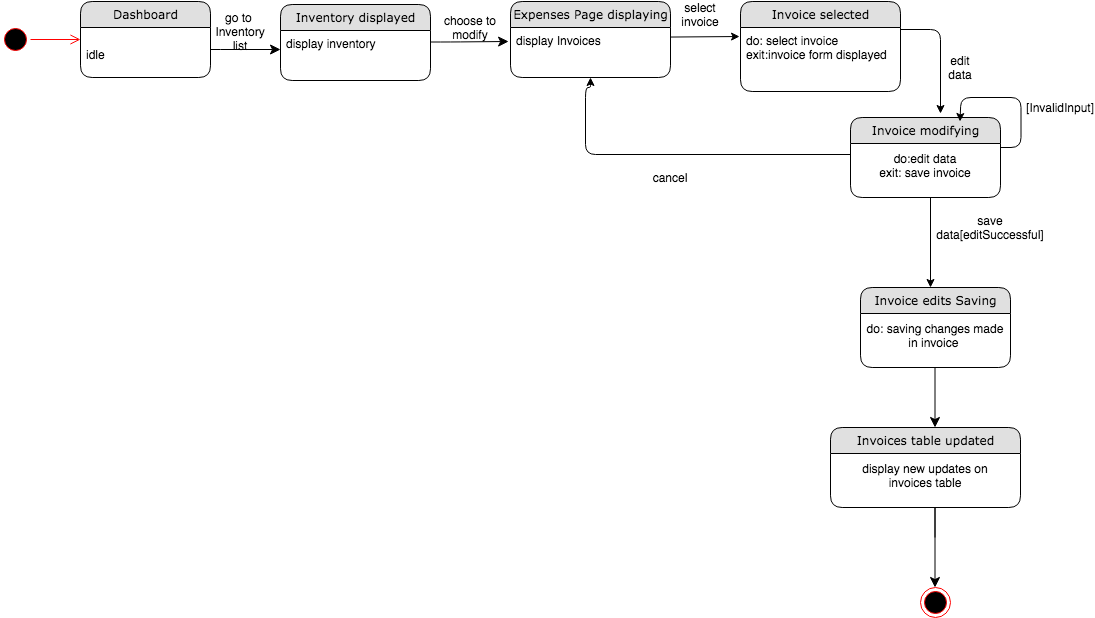 Dashboard
idle
go to
Inventory
list
Inventory displayed
display inventory
choose to
modify
Expenses Page displaying
display Invoices
select
invoice
Invoice selected
do: select invoice
exit:invoice form displayed
edit
data
[InvalidInput]
Invoice modifying
do:edit data
exit: save invoice
cancel
save
data[editSuccessful]
Invoice edits Saving
do: saving changes made
in invoice
Invoices table updated
display new updates on
invoices table